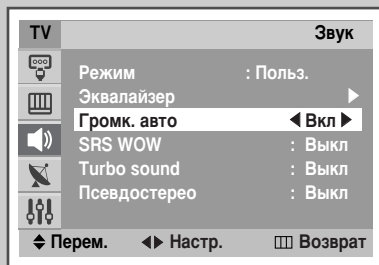 TV Звук
Режим : Польз.
Эквалайзер
Громк. авто Вкл
SRS WOW : Выкл
Turbo sound : Выкл
Псевдостерео : Выкл
Перем. Настр. Возврат